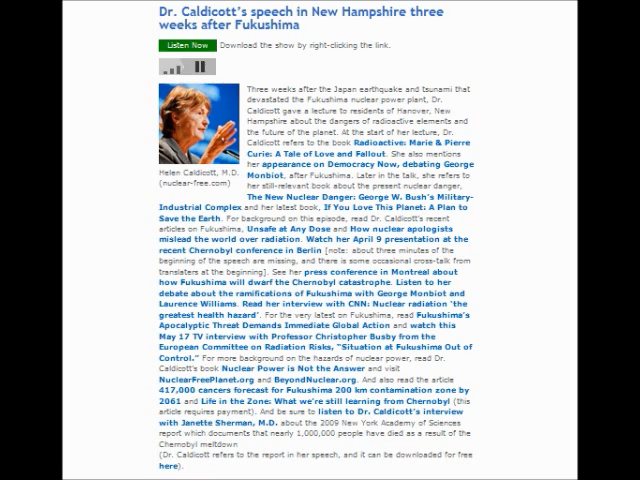 Dr. Caldicott's speech in New Hampshire three
weeks after Fukushima
Listen Now Download the show by right-clicking the link.
Three weeks after the Japan earthquake and tsunami that
devastated the Fukushima nuclear power plant, Dr.
Caldicott gave a lecture to residents of Hanover, New
Hampshire about the dangers of radioactive elements and
the future of the planet. At the start of her lecture, Dr.
Caldicott refers to the book Radioactive: Marie & Pierre
Curie: A Tale of Love and Fallout. She also mentions
her appearance on Democracy Now, debating George
Monbiot, after Fukushima. Later in the talk, she refers to
her still-relevant book about the present nuclear danger,
Helen Caldicott, M.D.
(nuclear-free.com)
The New Nuclear Danger: George W. Bush's Military-
Industrial Complex and her latest book, If You Love This Planet: A Plan to
Save the Earth. For background on this episode, read Dr. Caldicott's recent
articles on Fukushima, Unsafe at Any Dose and How nuclear apologists
mislead the world over radiation. Watch her April 9 presentation at the
recent Chernobyl conference in Berlin [note: about three minutes of the
beginning of the speech are missing, and there is some occasional cross-talk from
translaters at the beginning]. See her press conference in Montreal about
how Fukushima will dwarf the Chernobyl catastrophe. Listen to her
debate about the ramifications of Fukushima with George Monbiot and
Laurence Williams. Read her interview with CNN: Nuclear radiation 'the
greatest health hazard'. For the very latest on Fukushima, read Fukushima's
Apocalyptic Threat Demands Immediate Global Action and watch this
May 17 TV interview with Professor Christopher Busby from the
European Committee on Radiation Risks, "Situation at Fukushima Out of
Control." For more background on the hazards of nuclear power, read Dr.
Caldicott's book Nuclear Power is Not the Answer and visit
NuclearFreePlanet.org and BeyondNuclear.org. And also read the article
417,000 cancers forecast for Fukushima 200 km contamination zone by
2061 and Life in the Zone: What we're still learning from Chernobyl (this
article requires payment). And be sure to listen to Dr. Caldicott's interview
with Janette Sherman, M.D. about the 2009 New York Academy of Sciences
report which documents that nearly 1,000,000 people have died as a result of the
Chernobyl meltdown
(Dr. Caldicott refers to the report in her speech, and it can be downloaded for free
here).